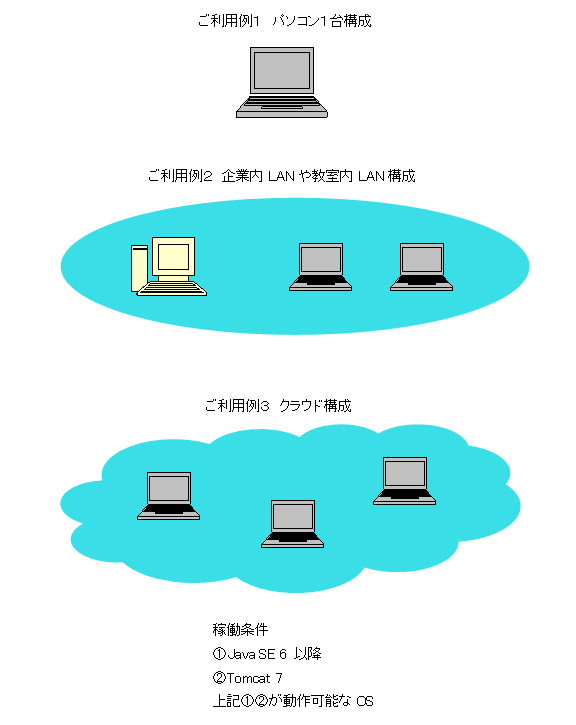 ご利用例１　パソコン１台構成
ご利用例２　企業内 LAN や教室内 LAN 構成
ご利用例３　クラウド構成
稼働条件
①Java SE 6 以降
②Tomcat 7
上記①②が動作可能な OS